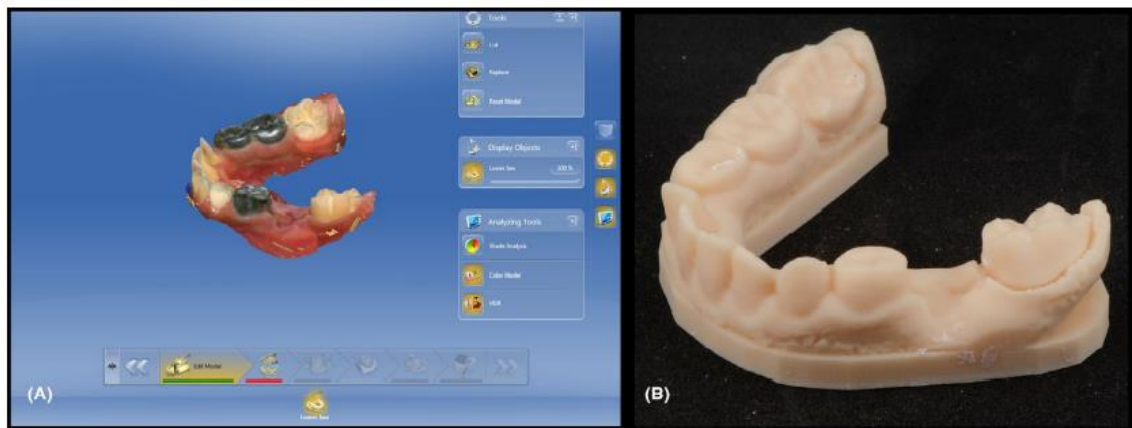 Tools
Cut
Replace
Reset Model
Display Objects
Lower Jaw
100 %
Analyzing Tools
Shade Analysis
Color Model
Edit Model
Lower Jaw
(A)
(B)